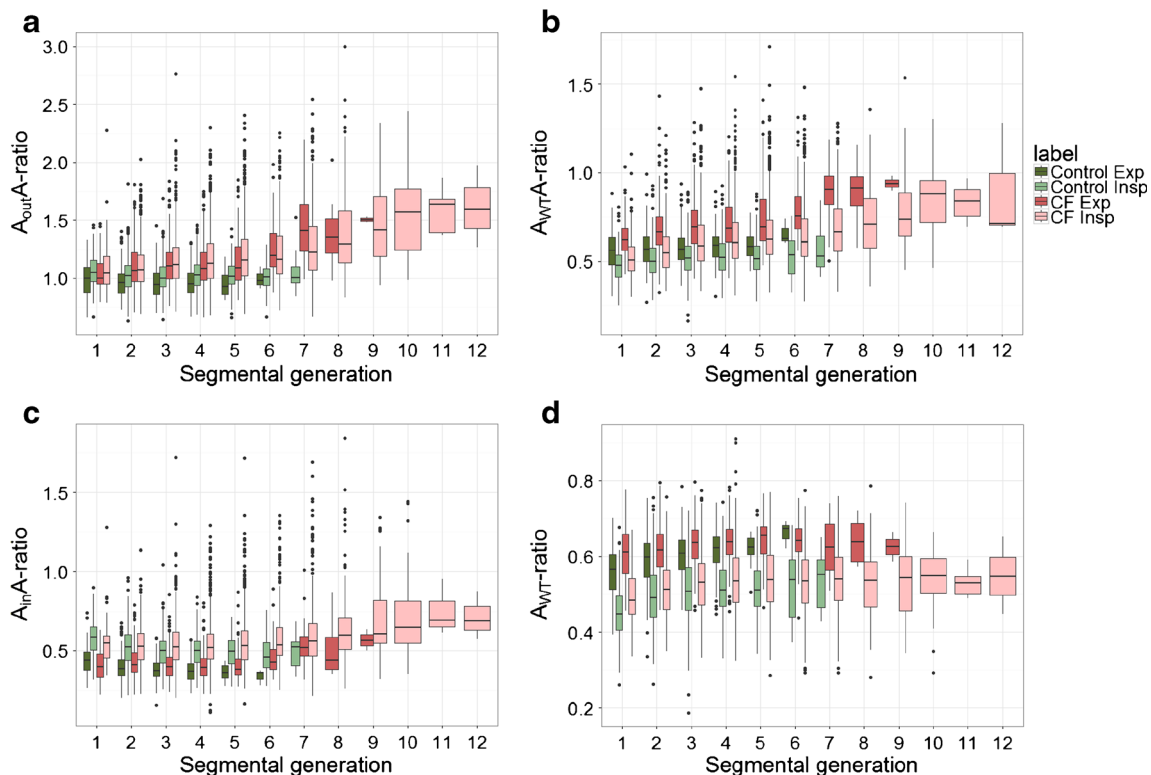 a
AoutA-ratio
3.0
2.5
2.0
1.5
1.0
1 2 3 4 5 6 7 8 9 10 11 12
Segmental generation
b
AWTA-ratio
1.5
1.0
0.5
1 2 3 4 5 6 7 8 9 10 11 12
Segmental generation
label
Control Exp
Control Insp
CF Exp
CF Insp
c
AinA-ratio
1.5
1.0
0.5
1 2 3 4 5 6 7 8 9 10 11 12
Segmental generation
d
AWT-ratio
0.8
0.6
0.4
0.2
1 2 3 4 5 6 7 8 9 10 11 12
Segmental generation